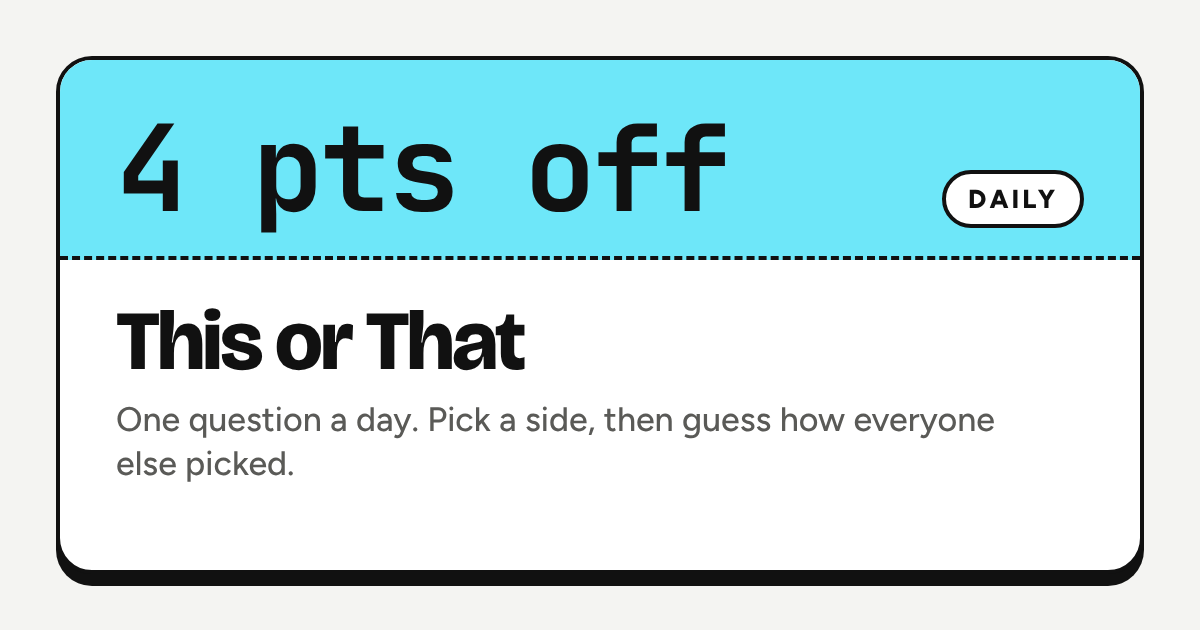 4 pts off
DAILY
This or That
One question a day. Pick a side, then guess how everyone
else picked.